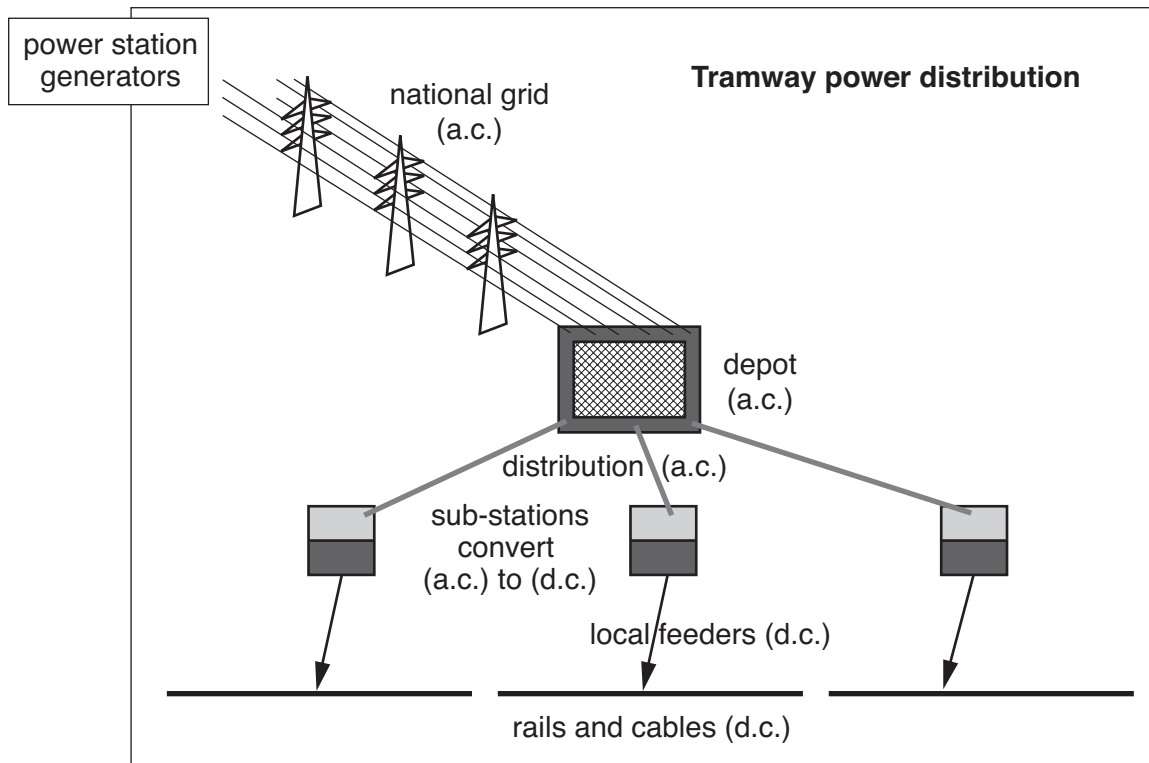 power station
generators
Tramway power distribution
national grid
(a.c.)
depot
(a.c.)
distribution (a.c.)
sub-stations
convert
(a.c.) to (d.c.)
local feeders (d.c.)
rails and cables (d.c.)